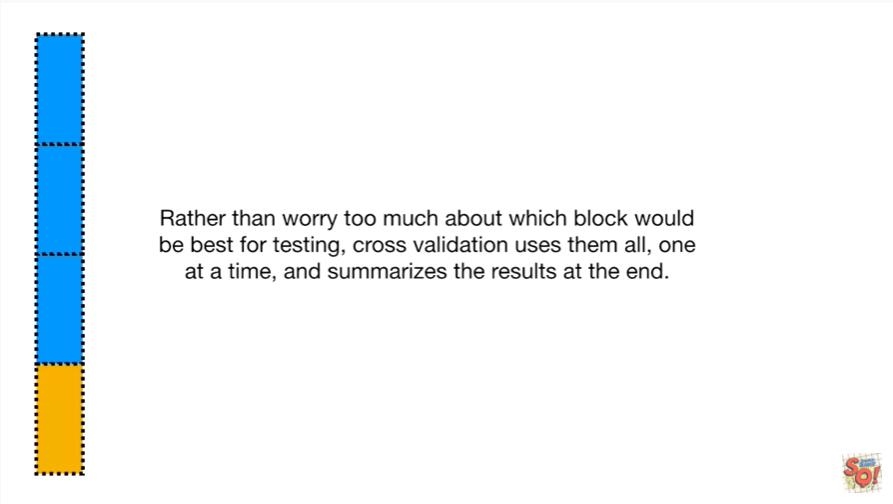 Rather than worry too much about which block would
be best for testing, cross validation uses them all, one
at a time, and summarizes the results at the end.
SO!